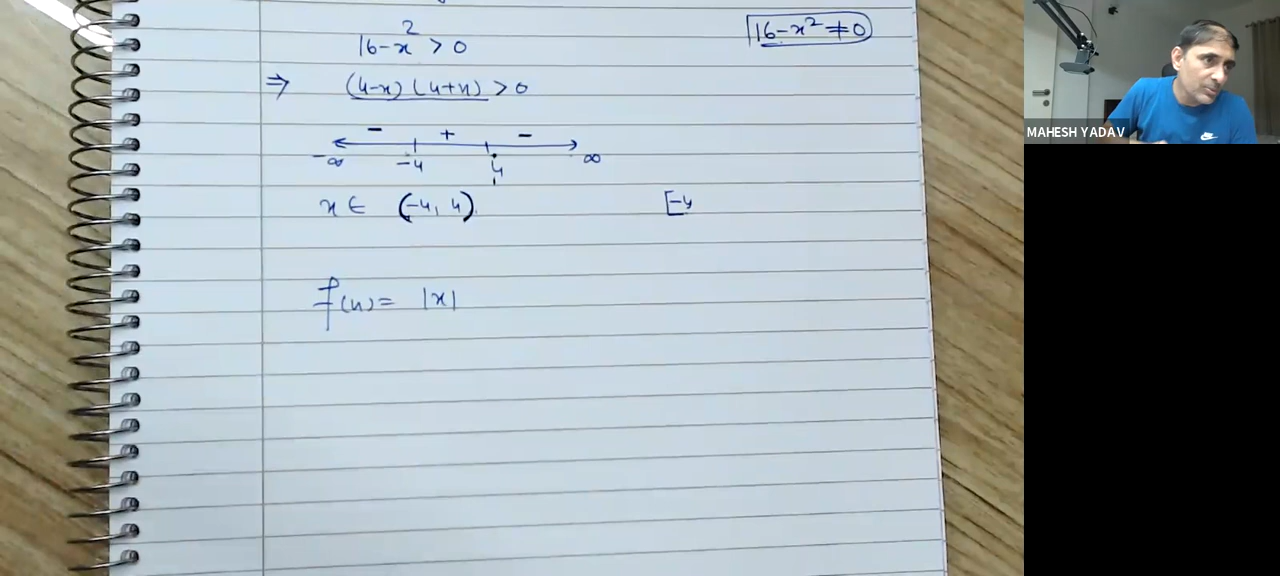 16-x² > 0
16-x² ≠ 0
⇒ (4-x) (4+x) > 0
- + -
-∞ -4 4 ∞
x ∈ (-4, 4)
[-4
f(x) = |x|
MAHESH YADAV